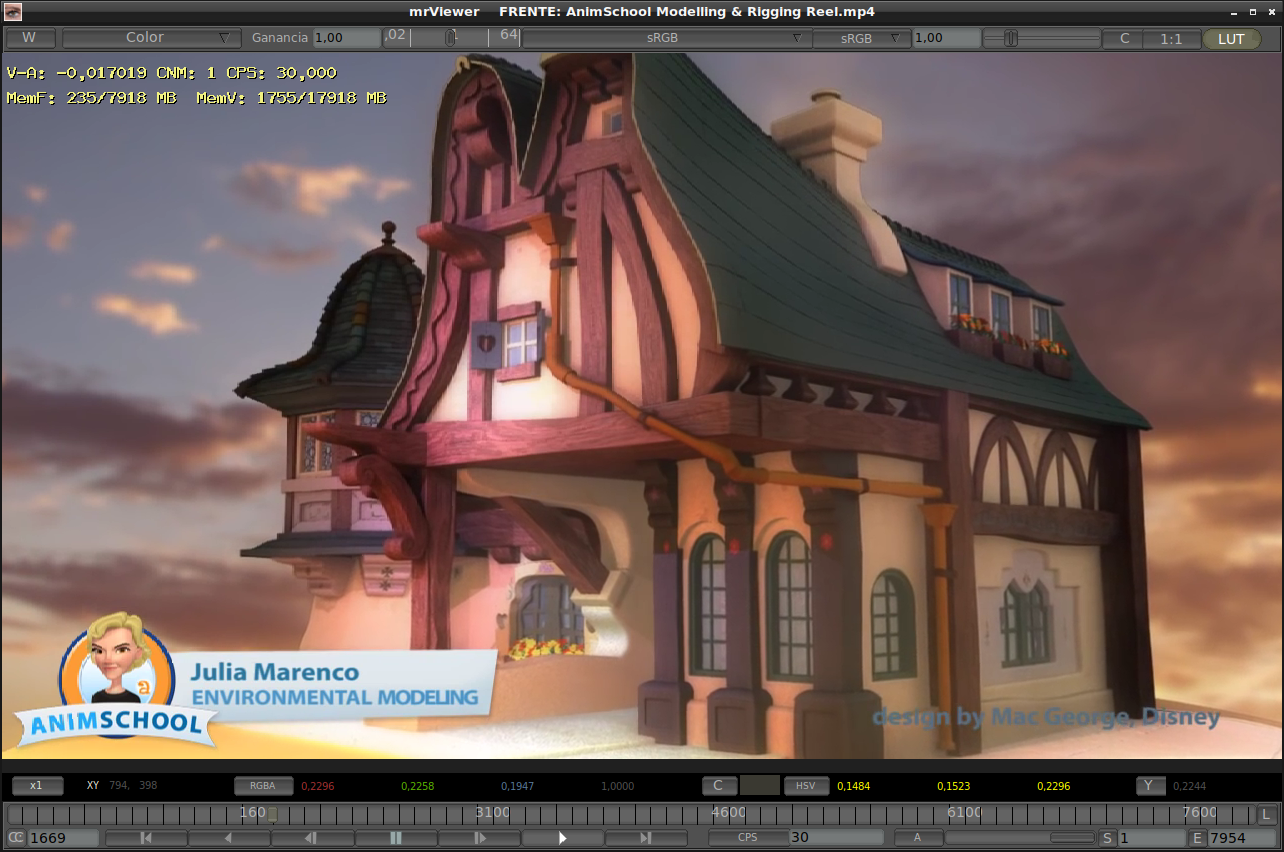 mrViewer    FRENTE: AnimSchool Modelling & Rigging Reel.mp4
W Color Ganancia 1,00 ,02 1 64 sRGB sRGB 1,00 C 1:1 LUT
V-A: -0,017019 CNM: 1 CPS: 30,000
MemF: 235/7918 MB  MemV: 1755/17918 MB
Julia Marenco
ENVIRONMENTAL MODELING
a
ANIMSCHOOL
design by Mac George, Disney
x1 XY 794, 398 RGBA 0,2296 0,2258 0,1947 1,0000 C HSV 0,1484 0,1523 0,2296 Y 0,2244
160 3100 4600 6100 7600 L
1669 CPS 30 A S 1 E 7954